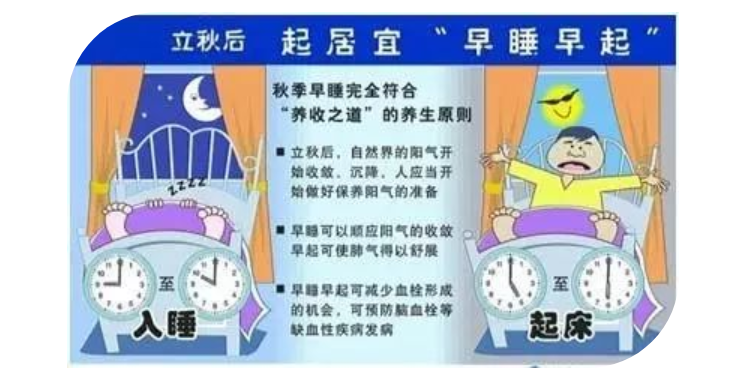 立秋后 起居宜“早睡早起”
秋季早睡完全符合
“养收之道”的养生原则
■ 立秋后，自然界的阳气开
始收敛、沉降，人应当开
始做好保养阳气的准备
■ 早睡可以顺应阳气的收敛
早起可使肺气得以舒展
■ 早睡早起可减少血栓形成
的机会，可预防脑血栓等
缺血性疾病发病
zzzz
至
入睡
至
起床